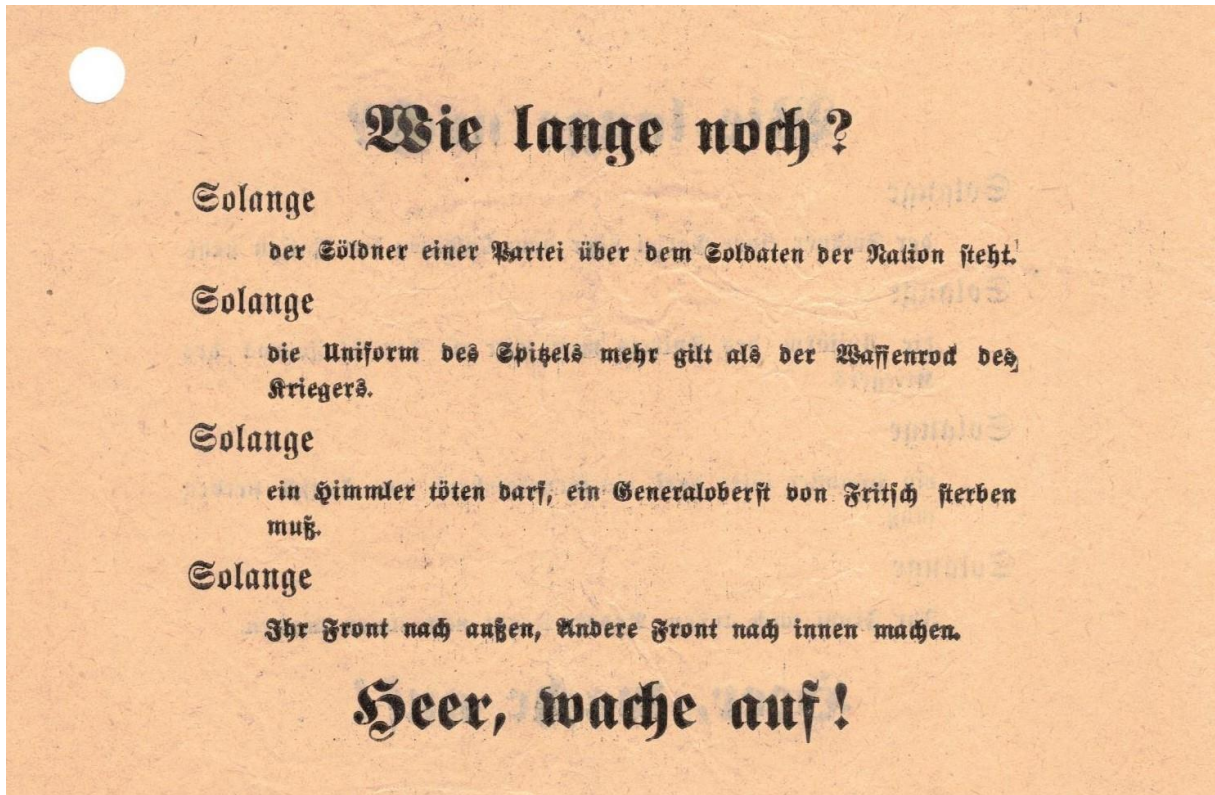 Wie lange noch?
Solange
der Söldner einer Partei über dem Soldaten der Nation steht.
Solange
die Uniform des Spitzels mehr gilt als der Waffenrock des
Kriegers.
Solange
ein Himmler töten darf, ein Generaloberst von Fritsch sterben
muß.
Solange
Ihr Front nach außen, Andere Front nach innen machen.
Heer, wache auf!